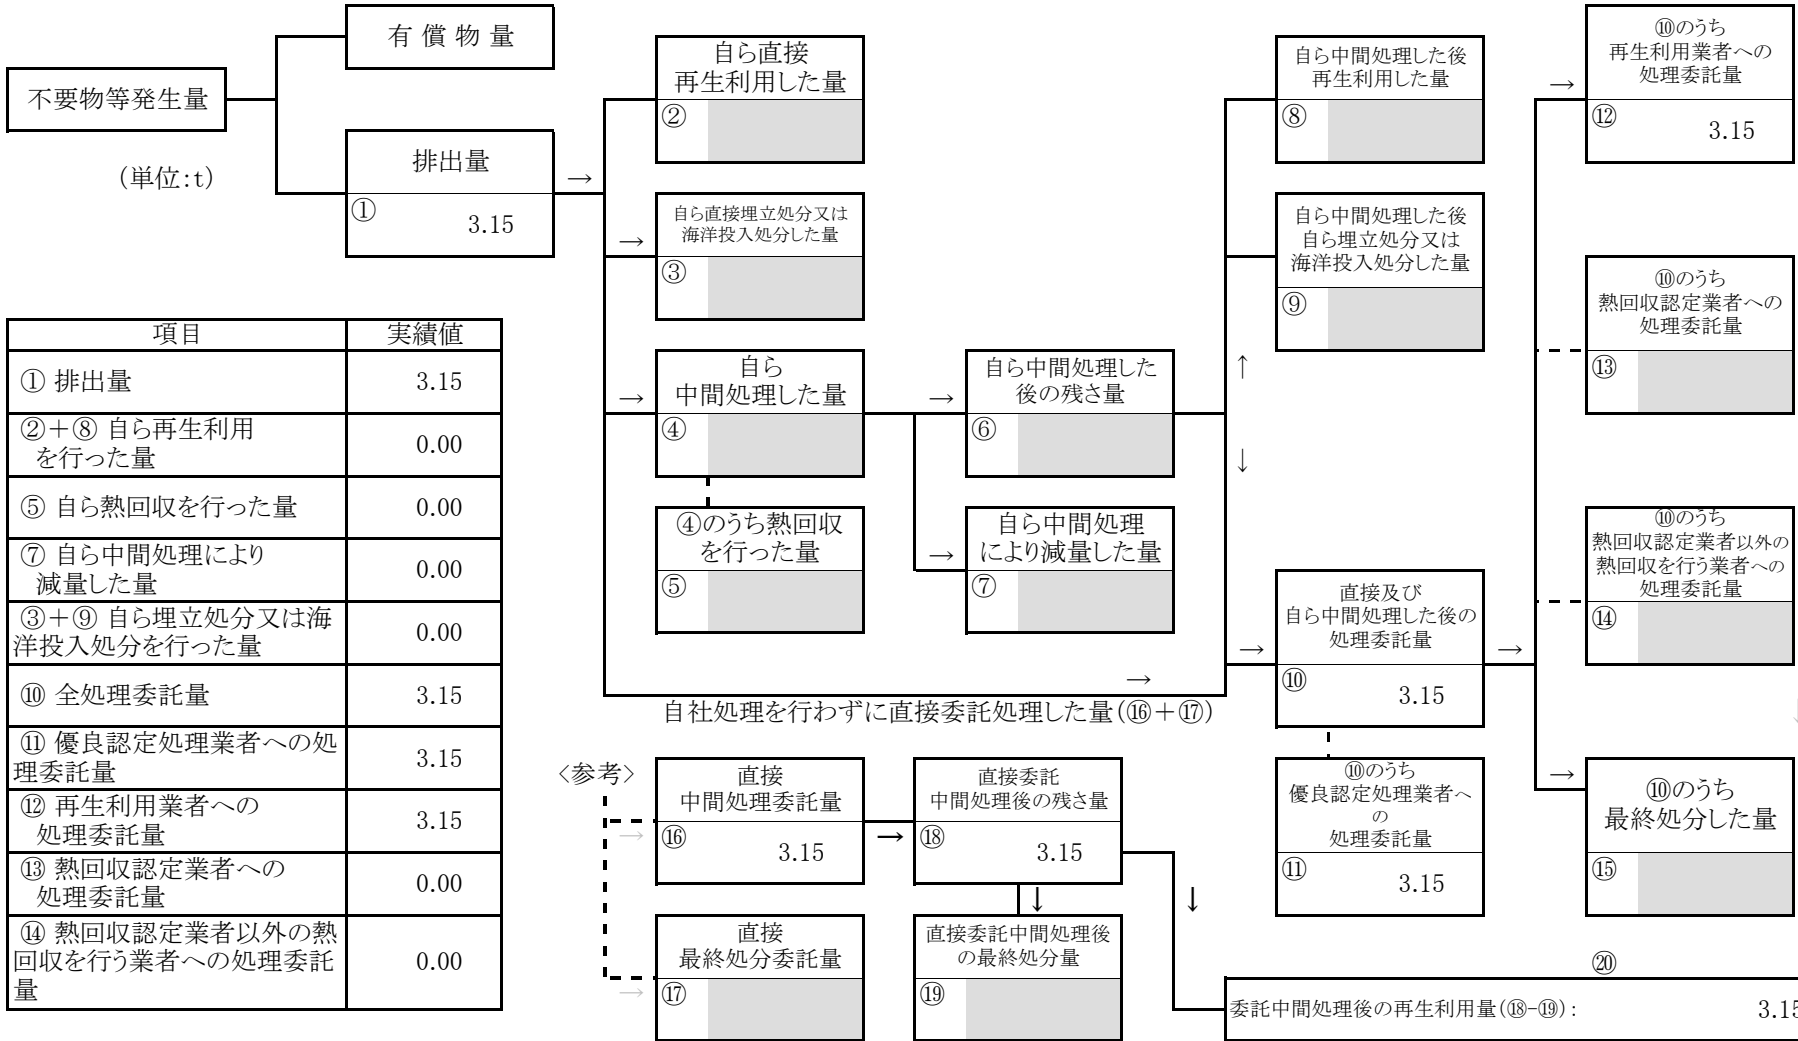 不要物等発生量
有 償 物 量
(単位:t)
排出量
→
①
3.15
自ら直接
再生利用した量
②
自ら直接埋立処分又は
海洋投入処分した量
→
③
自ら
中間処理した量
→
④
④のうち熱回収
を行った量
⑤
自ら中間処理した
後の残さ量
→
⑥
自ら中間処理
により減量した量
→
⑦
自ら中間処理した後
再生利用した量
⑧
自ら中間処理した後
自ら埋立処分又は
海洋投入処分した量
⑨
↑
↓
直接及び
自ら中間処理した後の
処理委託量
→
→
⑩
3.15
→
自社処理を行わずに直接委託処理した量(⑯+⑰)
⑩のうち
優良認定処理業者へ
の
処理委託量
⑪
3.15
⑩のうち
再生利用業者への
処理委託量
→
⑫
3.15
⑩のうち
熱回収認定業者への
処理委託量
⑬
⑩のうち
熱回収認定業者以外の
熱回収を行う業者への
処理委託量
⑭
↓
⑩のうち
最終処分した量
→
⑮
項目 実績値
① 排出量 3.15
②+⑧ 自ら再生利用
を行った量 0.00
⑤ 自ら熱回収を行った量 0.00
⑦ 自ら中間処理により
減量した量 0.00
③+⑨ 自ら埋立処分又は海
洋投入処分を行った量 0.00
⑩ 全処理委託量 3.15
⑪ 優良認定処理業者への処
理委託量 3.15
⑫ 再生利用業者への
処理委託量 3.15
⑬ 熱回収認定業者への
処理委託量 0.00
⑭ 熱回収認定業者以外の熱
回収を行う業者への処理委託
量 0.00
<参考>
直接
中間処理委託量
→
⑯
3.15
→
直接委託
中間処理後の残さ量
⑱
3.15
↓
↓
直接
最終処分委託量
→
⑰
直接委託中間処理後
の最終処分量
⑲
⑳
委託中間処理後の再生利用量(⑱-⑲): 3.15